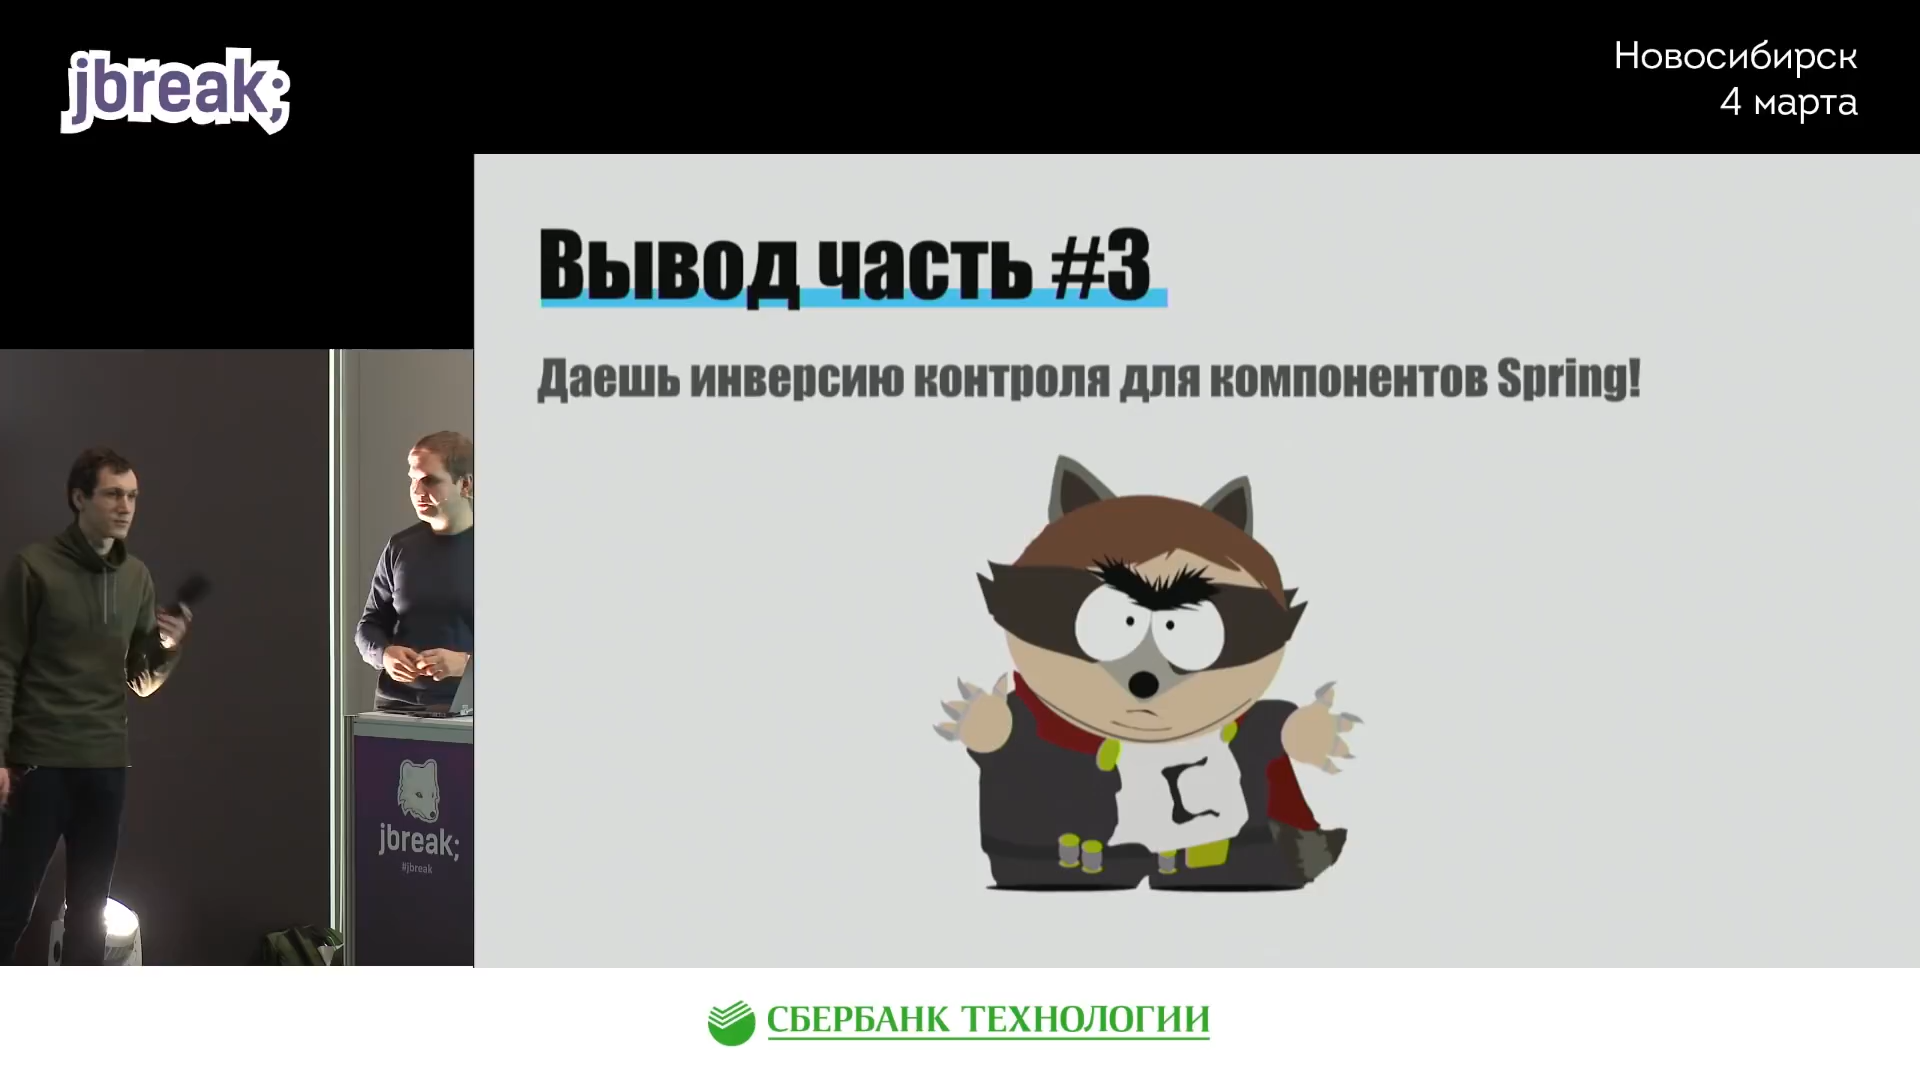 jbreak;
Новосибирск
4 марта
Вывод часть #3
Даешь инверсию контроля для компонентов Spring!
C
jbreak;
#jbreak
СБЕРБАНК ТЕХНОЛОГИИ